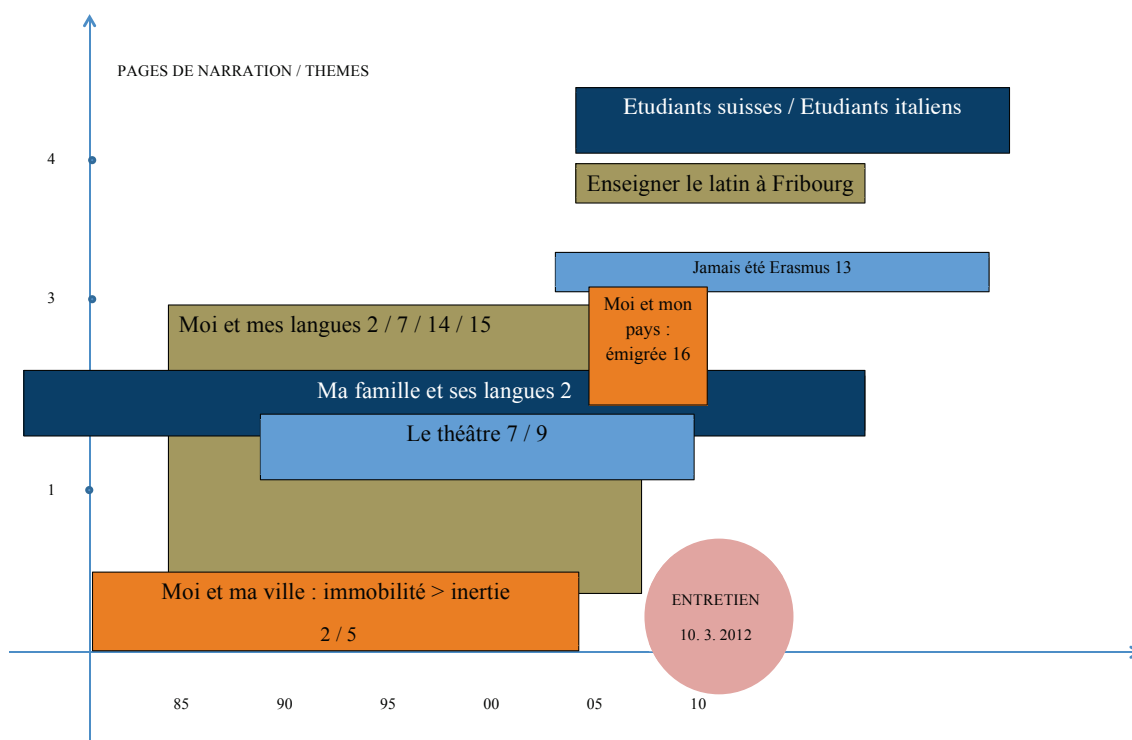 PAGES DE NARRATION / THEMES
Etudiants suisses / Etudiants italiens
4
Enseigner le latin à Fribourg
Jamais été Erasmus 13
3
Moi et mon
pays :
émigrée 16
Moi et mes langues 2 / 7 / 14 / 15
Ma famille et ses langues 2
Le théâtre 7 / 9
1
Moi et ma ville : immobilité > inertie
2 / 5
ENTRETIEN
10. 3. 2012
85 90 95 00 05 10